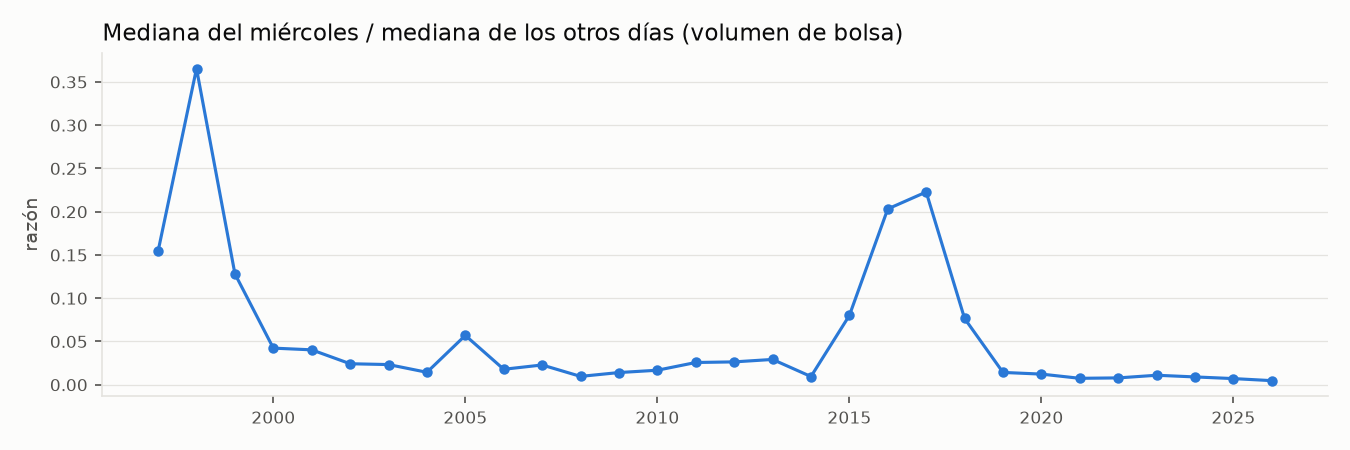 Mediana del miércoles / mediana de los otros días (volumen de bolsa)
razón
0.35
0.30
0.25
0.20
0.15
0.10
0.05
0.00
2000 2005 2010 2015 2020 2025